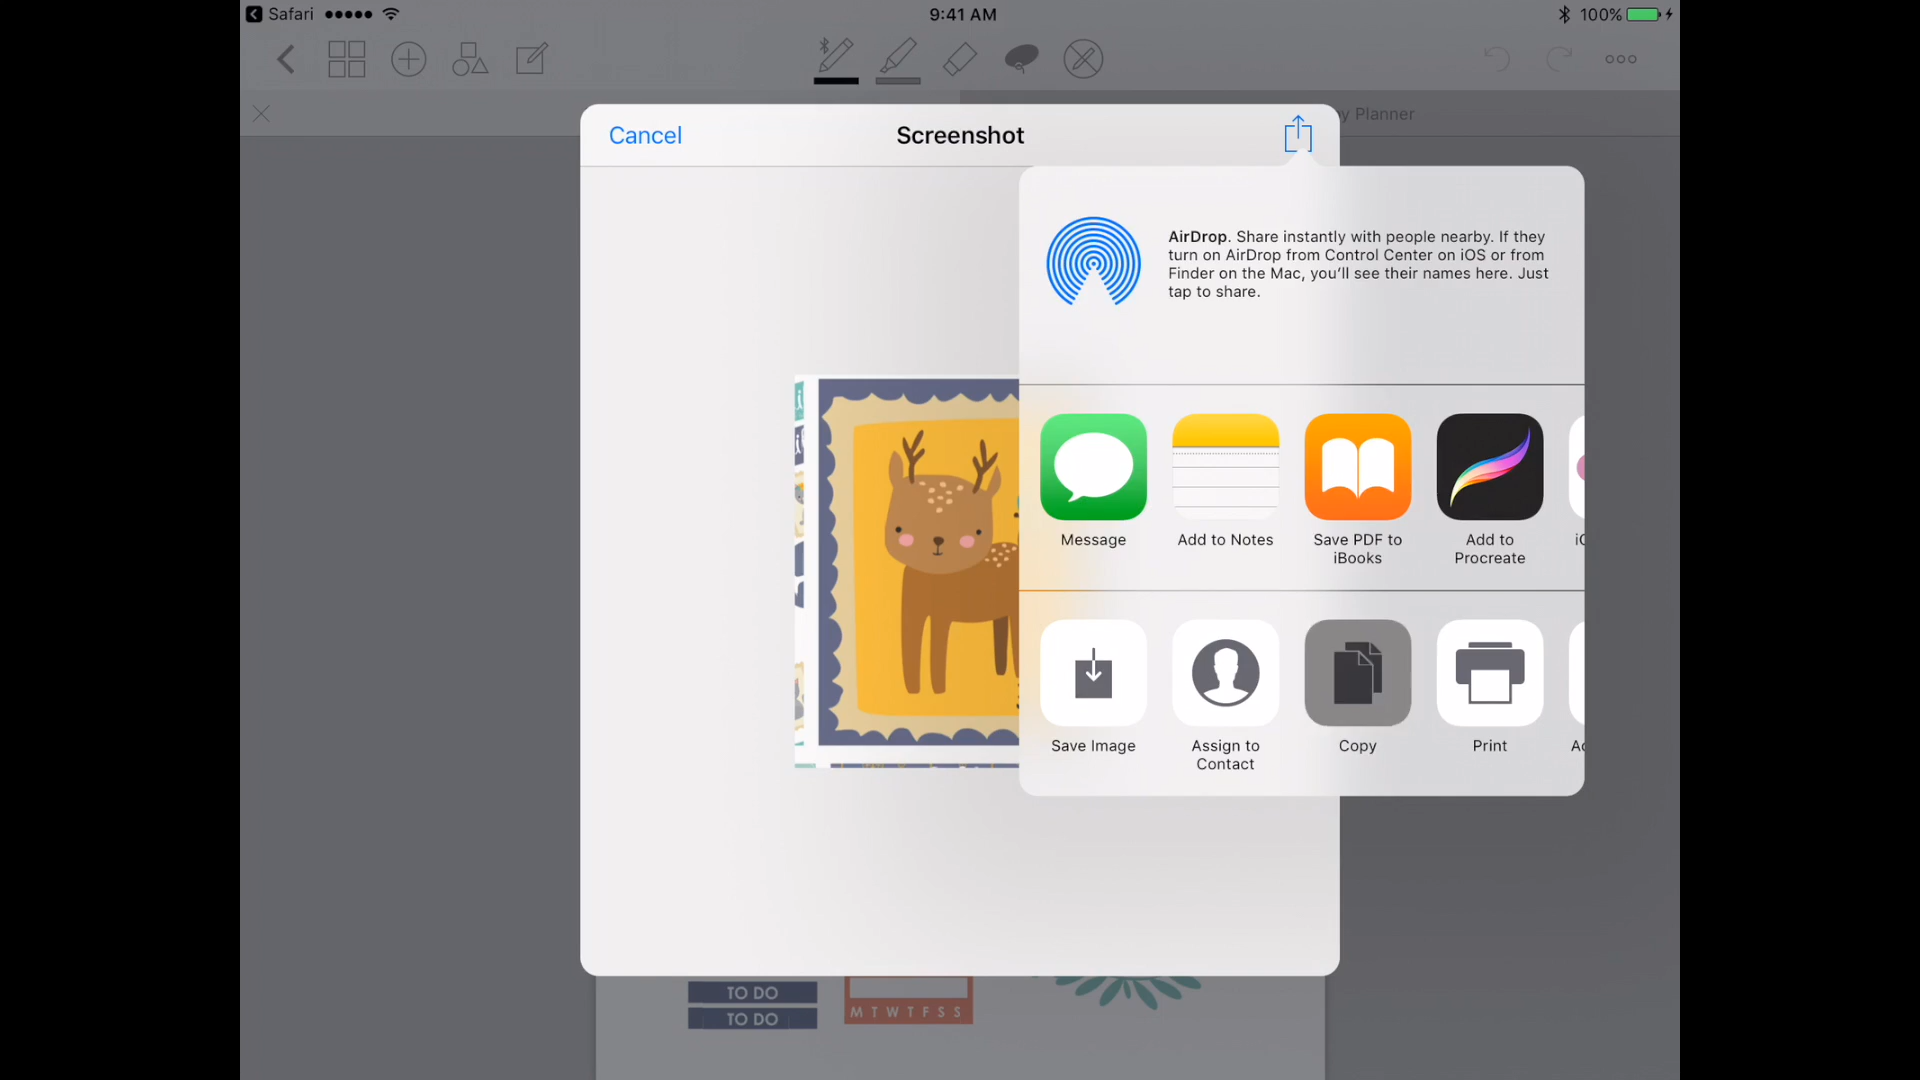 Safari
9:41 AM
100%
y Planner
Cancel
Screenshot
AirDrop. Share instantly with people nearby. If they
turn on AirDrop from Control Center on iOS or from
Finder on the Mac, you'll see their names here. Just
tap to share.
Message
Add to Notes
Save PDF to
iBooks
Add to
Procreate
Save Image
Assign to
Contact
Copy
Print
TO DO
TO DO
M T W T F S S